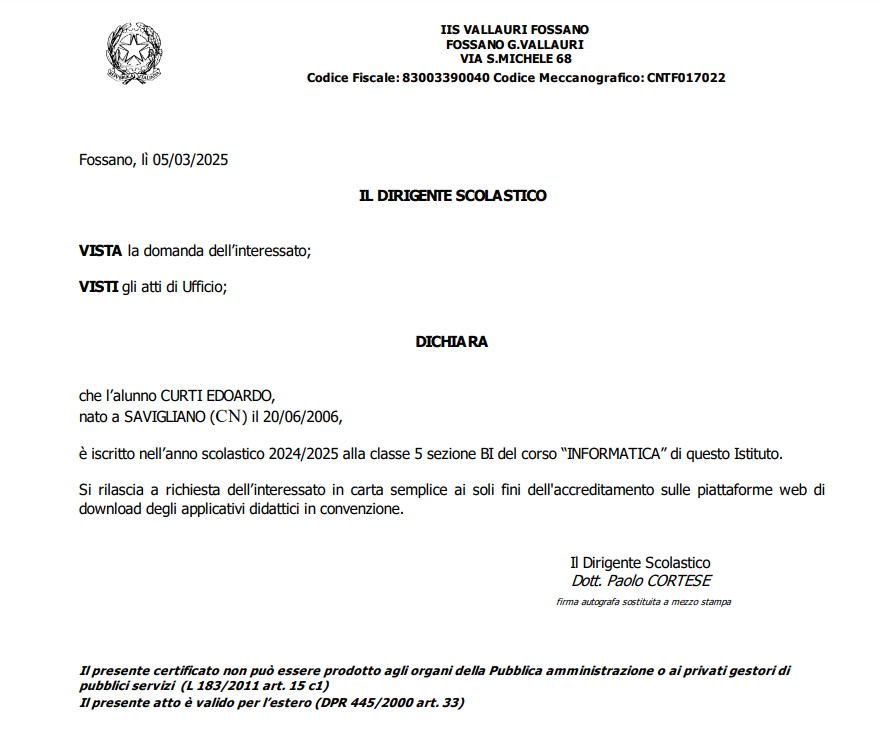 IIS VALLAURI FOSSANO
FOSSANO G.VALLAURI
VIA S.MICHELE 68
Codice Fiscale: 83003390040 Codice Meccanografico: CNTF017022
Fossano, lì 05/03/2025
IL DIRIGENTE SCOLASTICO
VISTA la domanda dell’interessato;
VISTI gli atti di Ufficio;
DICHIARA
che l’alunno CURTI EDOARDO,
nato a SAVIGLIANO (CN) il 20/06/2006,
è iscritto nell’anno scolastico 2024/2025 alla classe 5 sezione BI del corso “INFORMATICA” di questo Istituto.
Si rilascia a richiesta dell’interessato in carta semplice ai soli fini dell'accreditamento sulle piattaforme web di
download degli applicativi didattici in convenzione.
Il Dirigente Scolastico
Dott. Paolo CORTESE
firma autografa sostituita a mezzo stampa
Il presente certificato non può essere prodotto agli organi della Pubblica amministrazione o ai privati gestori di
pubblici servizi (L 183/2011 art. 15 c1)
Il presente atto è valido per l’estero (DPR 445/2000 art. 33)